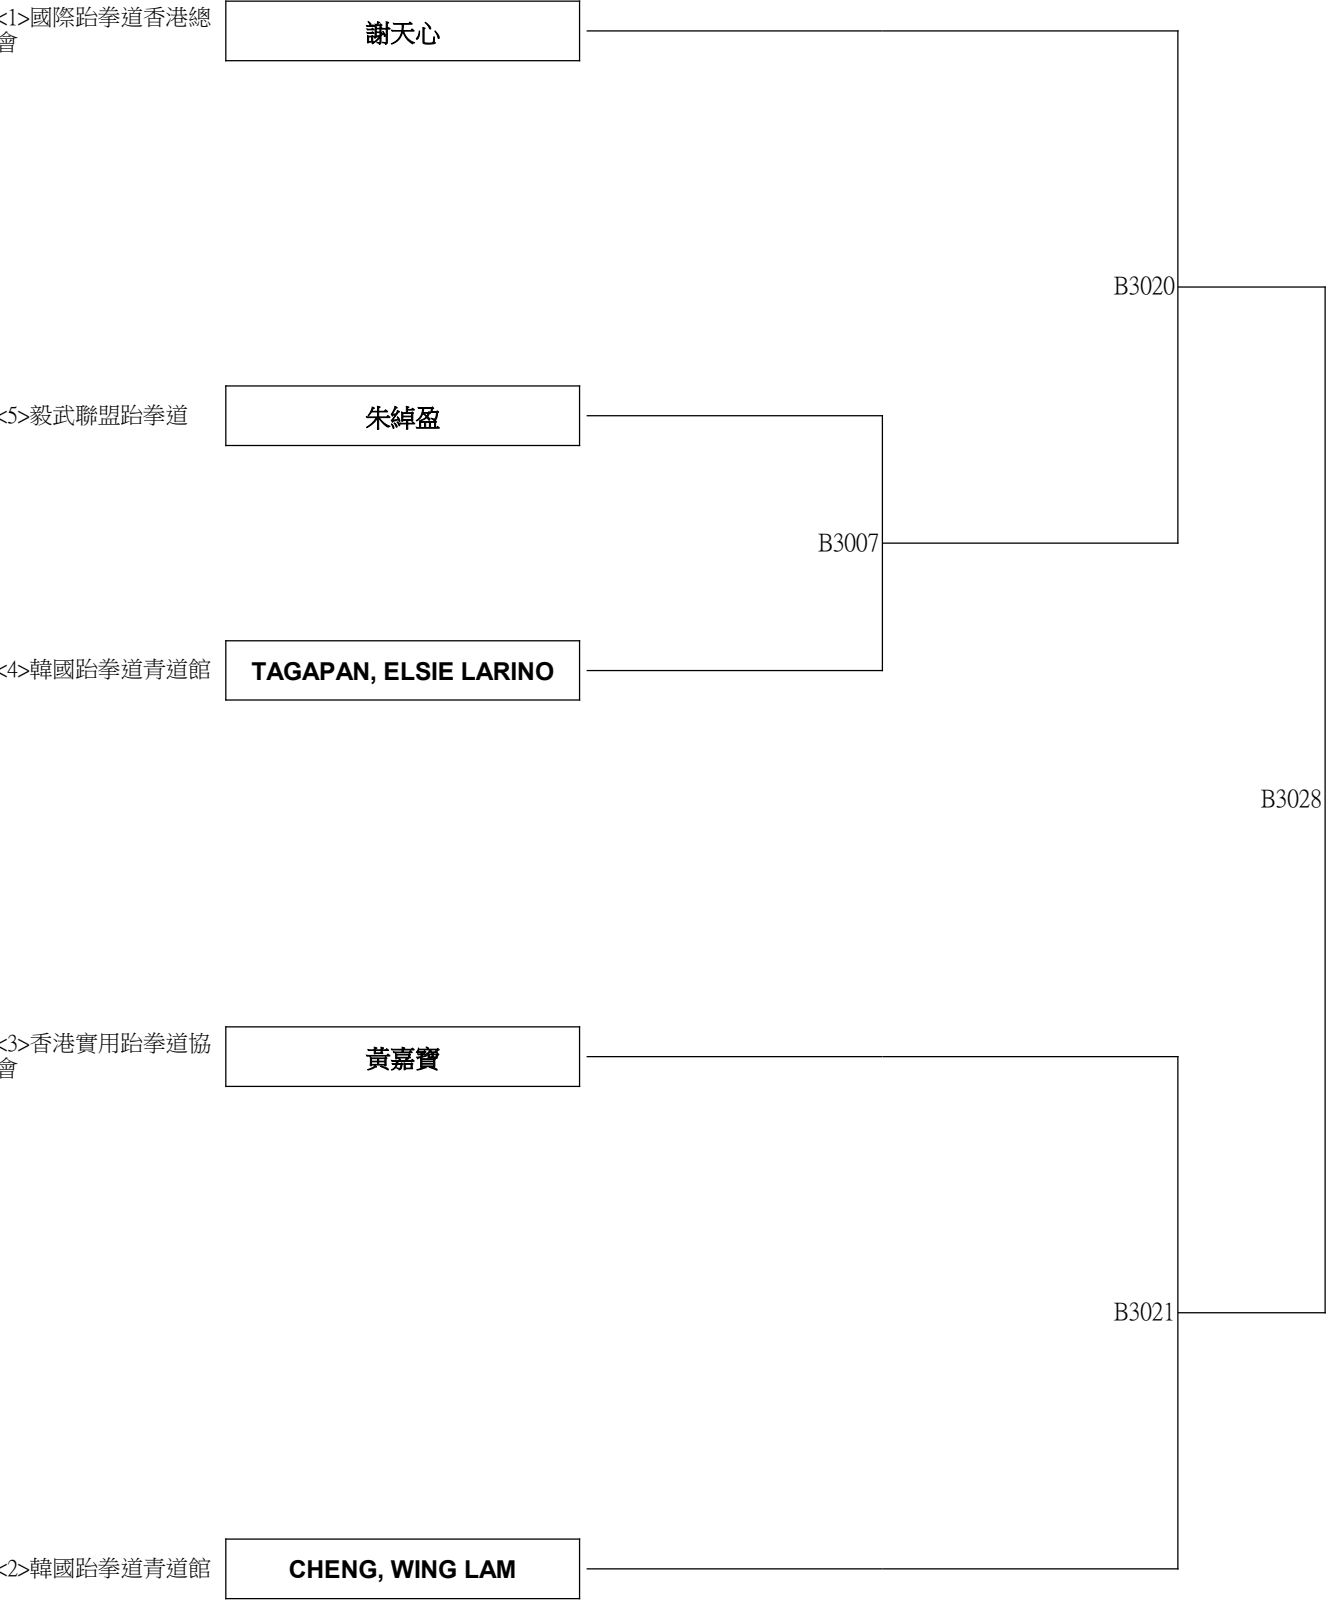 <1>國際跆拳道香港總
會
謝天心
B3020
<5>毅武聯盟跆拳道
朱綽盈
B3007
<4>韓國跆拳道青道館
TAGAPAN, ELSIE LARINO
B3028
<3>香港實用跆拳道協
會
黃嘉寶
B3021
<2>韓國跆拳道青道館
CHENG, WING LAM